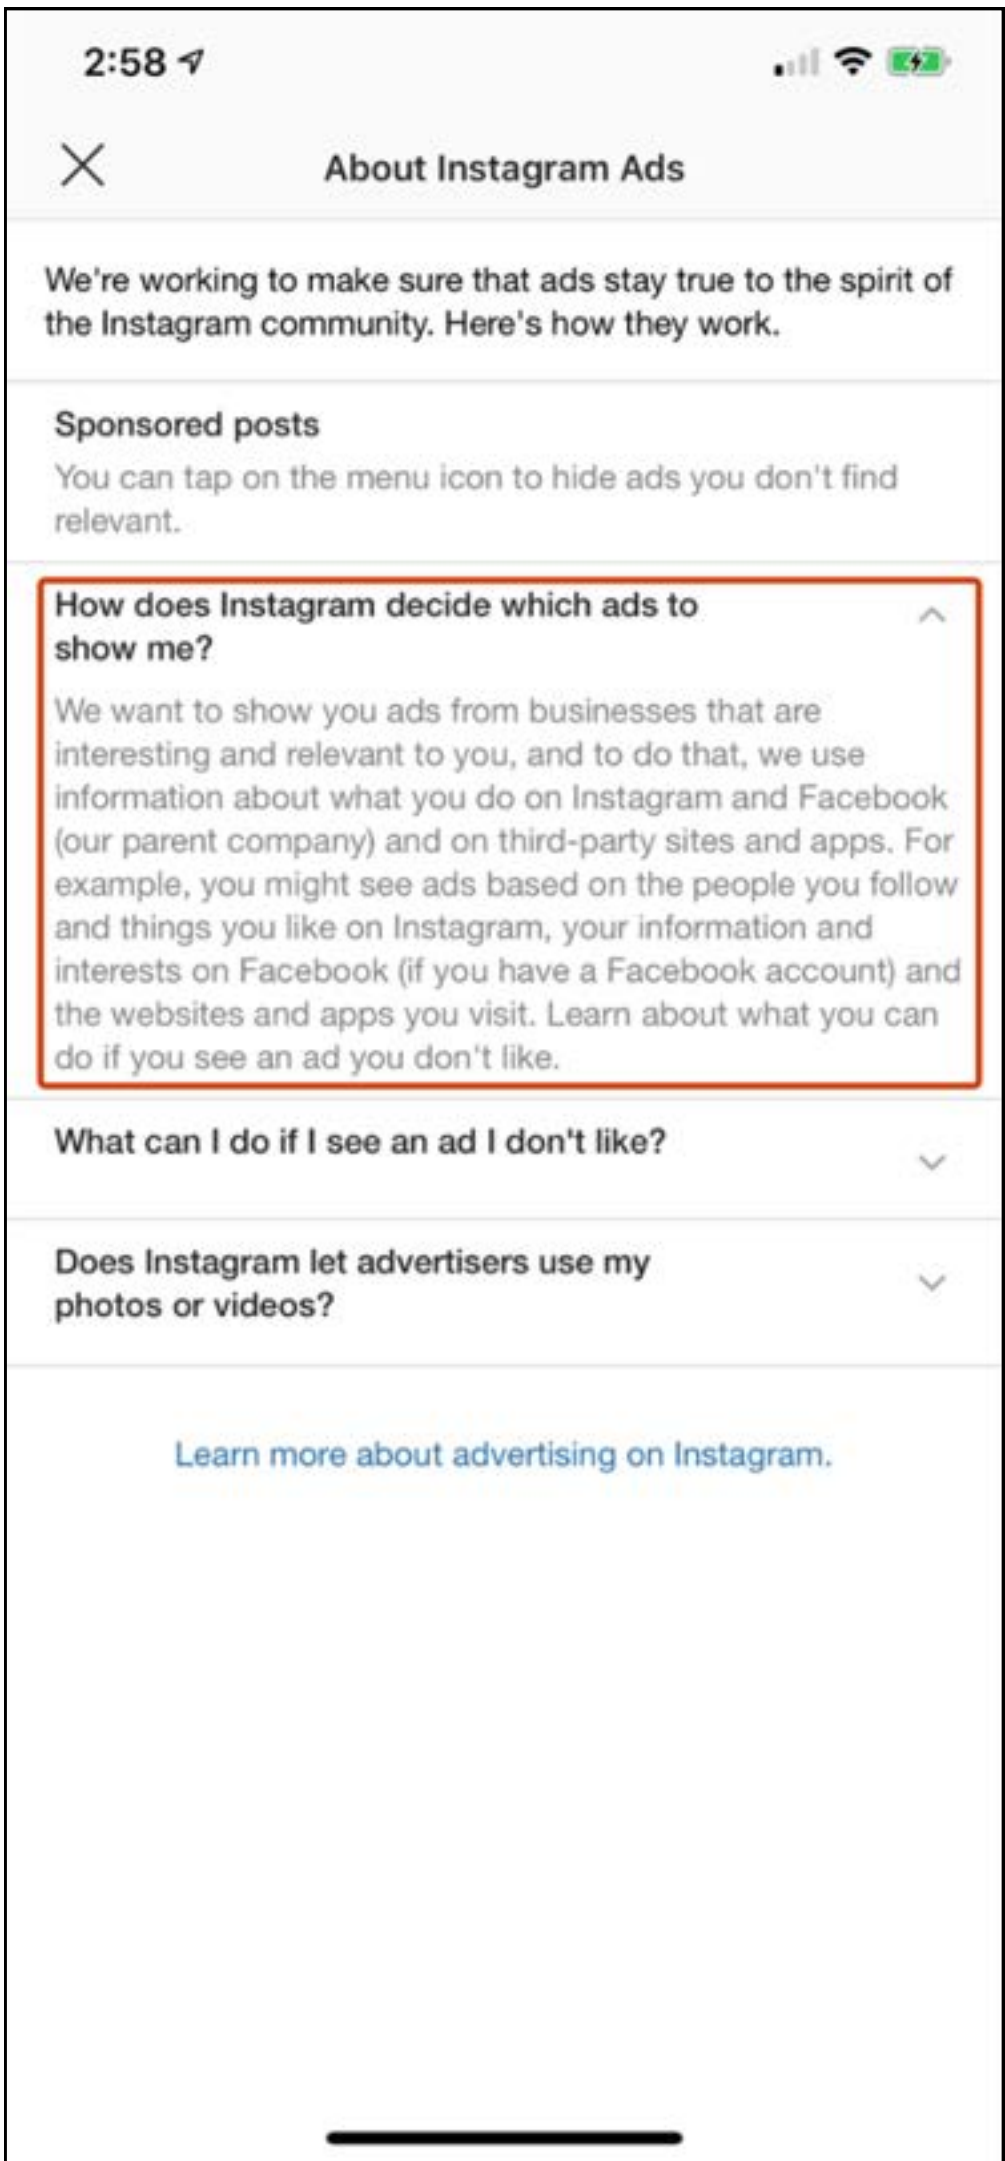 2:58
About Instagram Ads
We're working to make sure that ads stay true to the spirit of
the Instagram community. Here's how they work.
Sponsored posts
You can tap on the menu icon to hide ads you don't find
relevant.
How does Instagram decide which ads to
show me?
We want to show you ads from businesses that are
interesting and relevant to you, and to do that, we use
information about what you do on Instagram and Facebook
(our parent company) and on third-party sites and apps. For
example, you might see ads based on the people you follow
and things you like on Instagram, your information and
interests on Facebook (if you have a Facebook account) and
the websites and apps you visit. Learn about what you can
do if you see an ad you don't like.
What can I do if I see an ad I don't like?
Does Instagram let advertisers use my
photos or videos?
Learn more about advertising on Instagram.